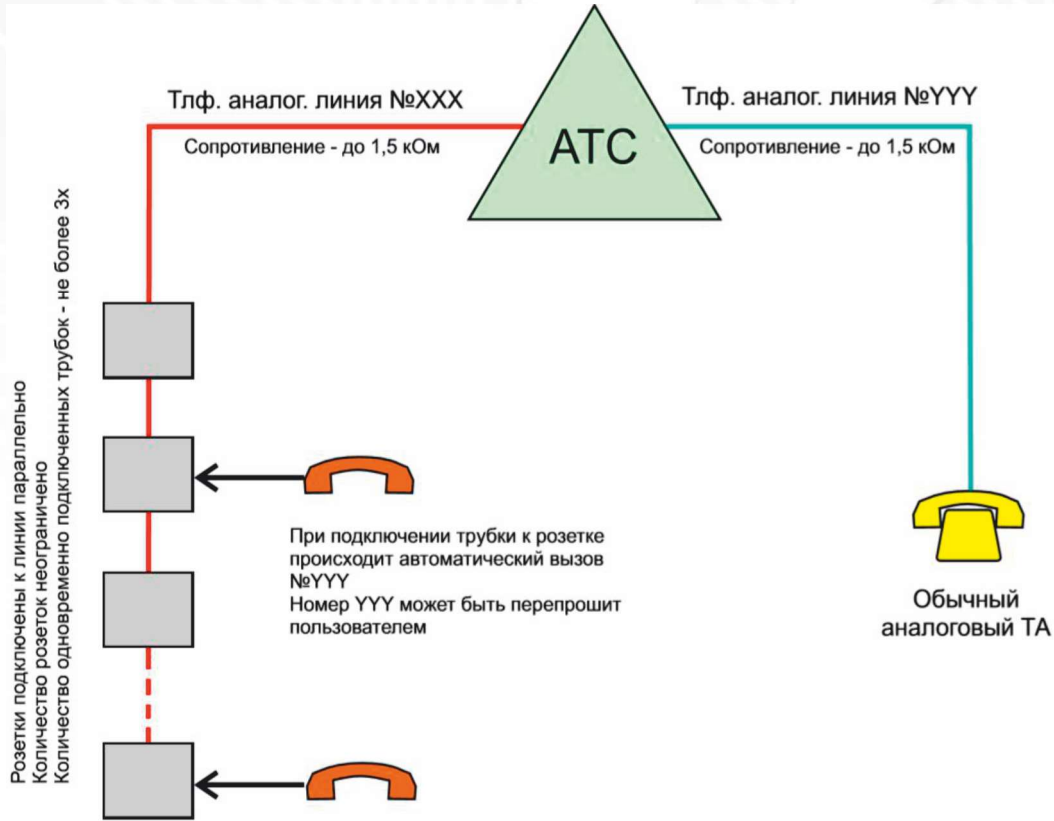 Тлф. аналог. линия №XXX
Сопротивление - до 1,5 кОм
АТС
Тлф. аналог. линия №YYY
Сопротивление - до 1,5 кОм
Розетки подключены к линии параллельно
Количество розеток неограничено
Количество одновременно подключенных трубок - не более 3х
При подключении трубки к розетке
происходит автоматический вызов
№YYY
Номер YYY может быть перепрошит
пользователем
Обычный
аналоговый ТА